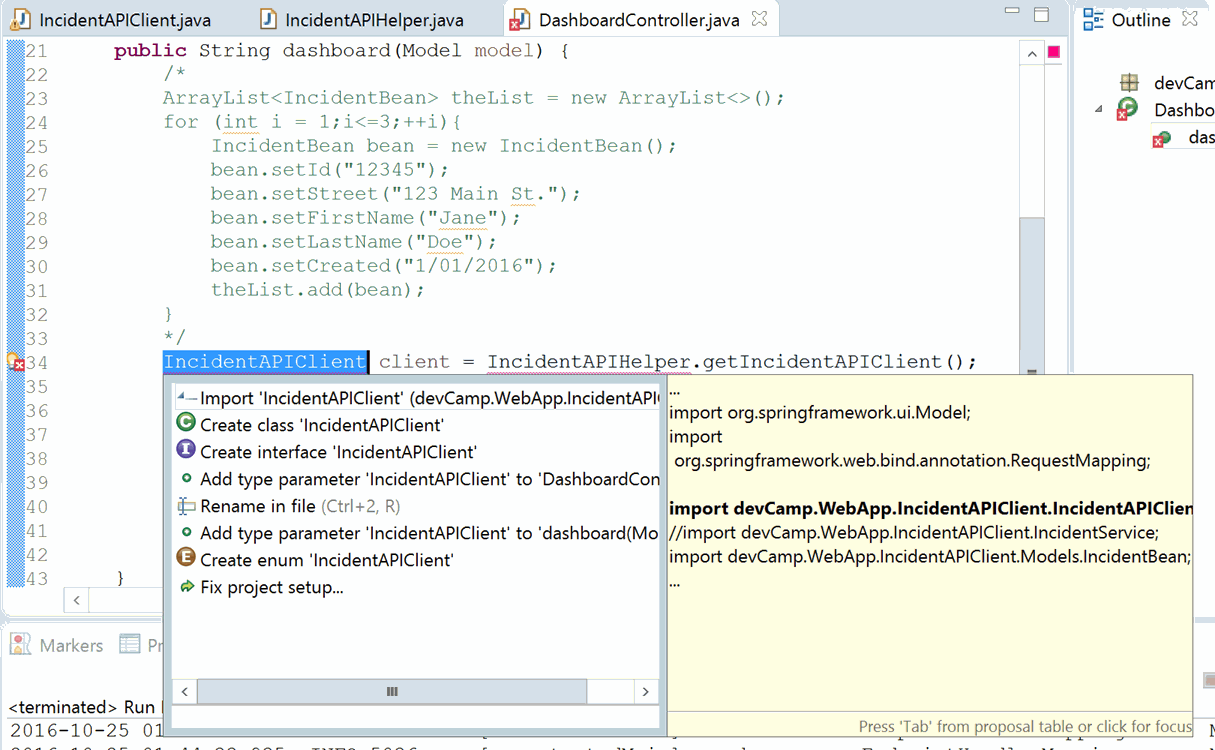 IncidentAPIClient.java IncidentAPIHelper.java DashboardController.java Outline
21 public String dashboard(Model model) {
22 /*
23 ArrayList<IncidentBean> theList = new ArrayList<>();
24 for (int i = 1;i<=3;++i){
25 IncidentBean bean = new IncidentBean();
26 bean.setId("12345");
27 bean.setStreet("123 Main St.");
28 bean.setFirstName("Jane");
29 bean.setLastName("Doe");
30 bean.setCreated("1/01/2016");
31 theList.add(bean);
32 }
33 */
34 IncidentAPIClient client = IncidentAPIHelper.getIncidentAPIClient();
35
36
37
38
39
40
41
42
43 }
devCam
Dashbo
das
Import 'IncidentAPIClient' (devCamp.WebApp.IncidentAPI
Create class 'IncidentAPIClient'
Create interface 'IncidentAPIClient'
Add type parameter 'IncidentAPIClient' to 'DashboardCon
Rename in file (Ctrl+2, R)
Add type parameter 'IncidentAPIClient' to 'dashboard(Mo
Create enum 'IncidentAPIClient'
Fix project setup...
...
import org.springframework.ui.Model;
import
org.springframework.web.bind.annotation.RequestMapping;
import devCamp.WebApp.IncidentAPIClient.IncidentAPIClien
//import devCamp.WebApp.IncidentAPIClient.IncidentService;
import devCamp.WebApp.IncidentAPIClient.Models.IncidentBean;
...
Press 'Tab' from proposal table or click for focus
Markers Pr
<terminated> Run
2016-10-25 01